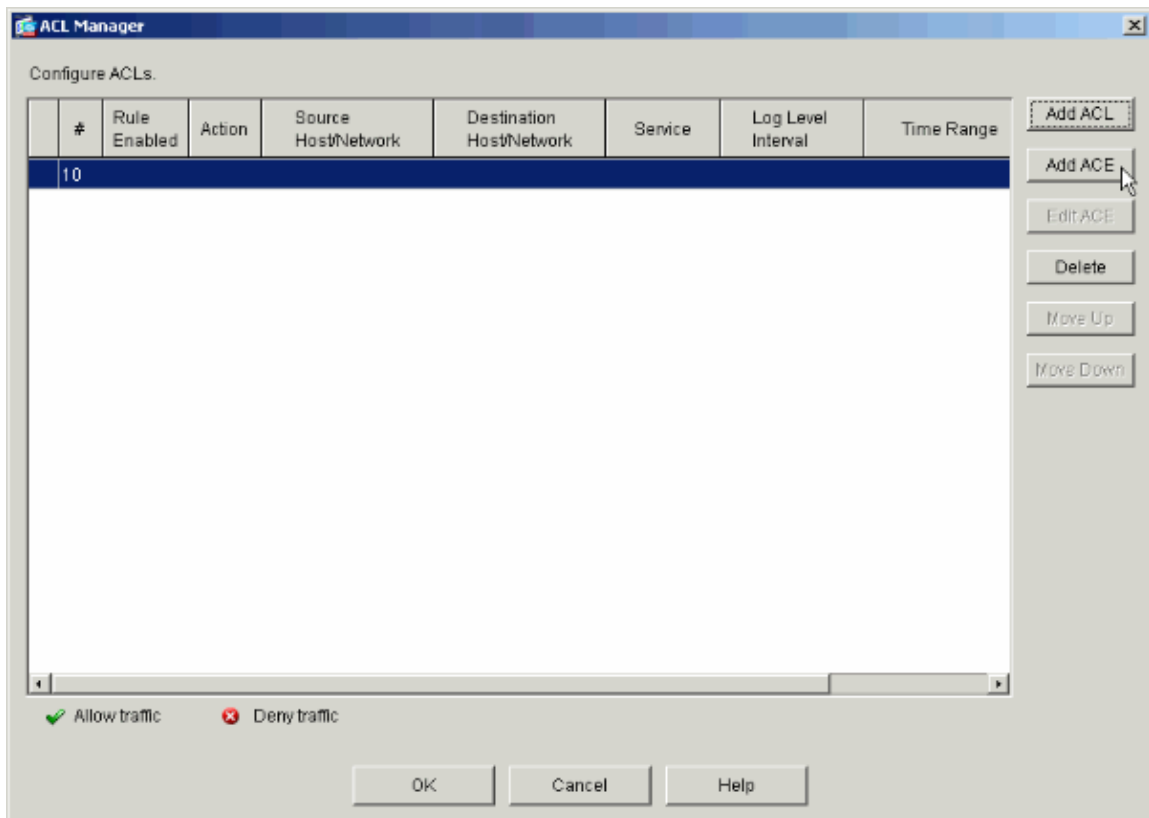 ACL Manager
Configure ACLs.
# Rule Enabled Action Source Host/Network Destination Host/Network Service Log Level Interval Time Range
10
Add ACL
Add ACE
Edit ACE
Delete
Move Up
Move Down
Allow traffic Deny traffic
OK Cancel Help